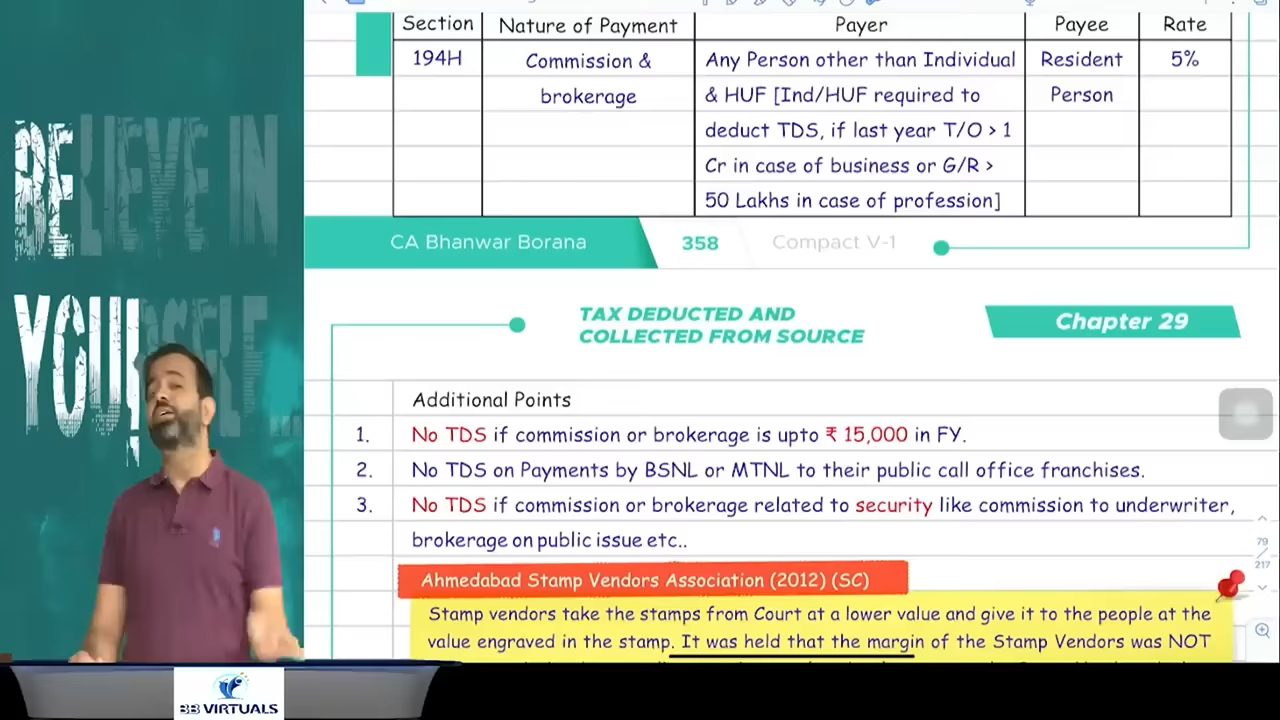 BELIEVE IN
YOURSELF
Section Nature of Payment Payer Payee Rate
194H Commission & brokerage Any Person other than Individual Resident Person 5%
& HUF [Ind/HUF required to
deduct TDS, if last year T/O > 1
Cr in case of business or G/R >
50 Lakhs in case of profession]
CA Bhanwar Borana 358 Compact V-1
TAX DEDUCTED AND
COLLECTED FROM SOURCE
Chapter 29
Additional Points
1. No TDS if commission or brokerage is upto ₹ 15,000 in FY.
2. No TDS on Payments by BSNL or MTNL to their public call office franchises.
3. No TDS if commission or brokerage related to security like commission to underwriter,
brokerage on public issue etc..
79
217
Ahmedabad Stamp Vendors Association (2012) (SC)
Stamp vendors take the stamps from Court at a lower value and give it to the people at the
value engraved in the stamp. It was held that the margin of the Stamp Vendors was NOT
BB VIRTUALS